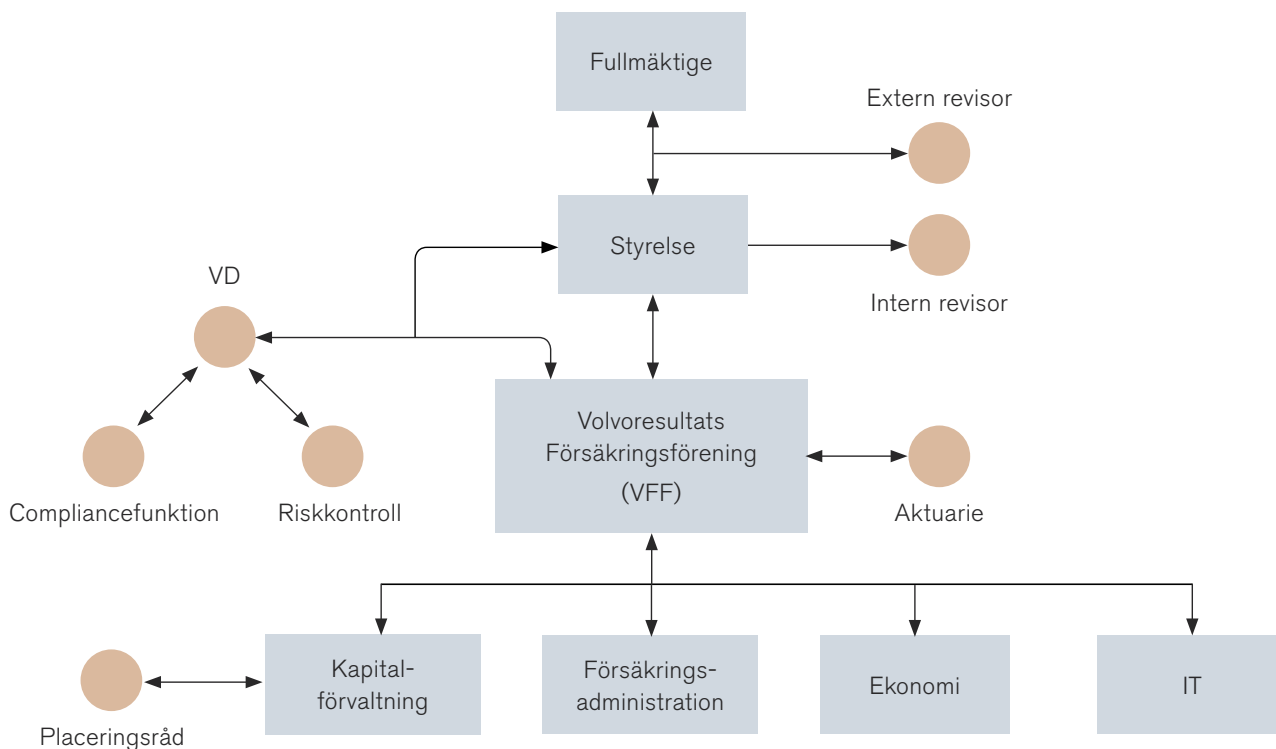 Fullmäktige
Extern revisor
Styrelse
Intern revisor
VD
Volvoresultats
Försäkringsförening
(VFF)
Compliancefunktion
Riskkontroll
Aktuarie
Kapital-
förvaltning
Försäkrings-
administration
Ekonomi
IT
Placeringsråd